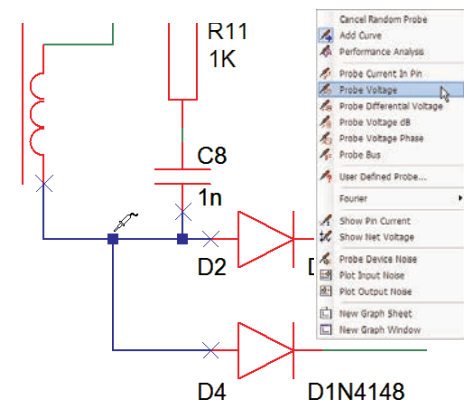 R11
1K
C8
1n
D2
D
D4
D1N4148
Cancel Random Probe
Add Curve
Performance Analysis
Probe Current In Pin
Probe Voltage
Probe Differential Voltage
Probe Voltage dB
Probe Voltage Phase
Probe Bus
User Defined Probe...
Fourier
Show Pin Current
Show Net Voltage
Probe Device Noise
Plot Input Noise
Plot Output Noise
New Graph Sheet
New Graph Window